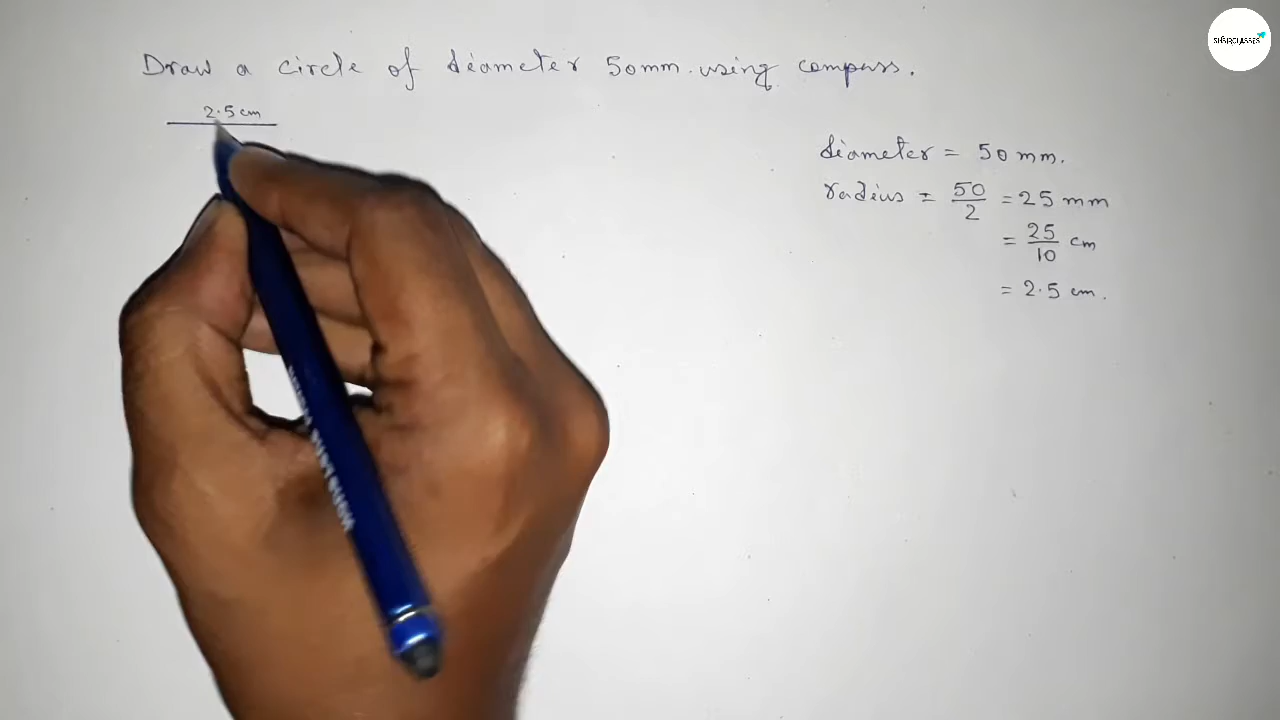 Draw a circle of diameter 50mm. using compass.
2.5 cm
diameter = 50 mm.
radius = 50/2 = 25 mm
= 25/10 cm
= 2.5 cm.